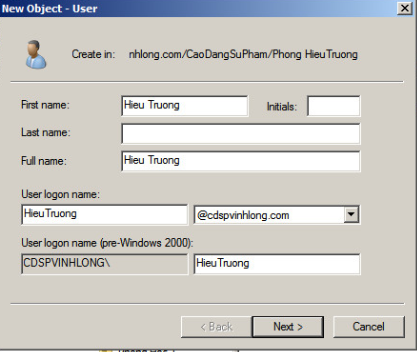 New Object - User
Create in: nhlong.com/CaoDangSuPham/Phong HieuTruong
First name: Hieu Truong Initials:
Last name:
Full name: Hieu Truong
User logon name:
HieuTruong @cdspvinhlong.com
User logon name (pre-Windows 2000):
CDSPVINHLONG\ HieuTruong
< Back Next > Cancel